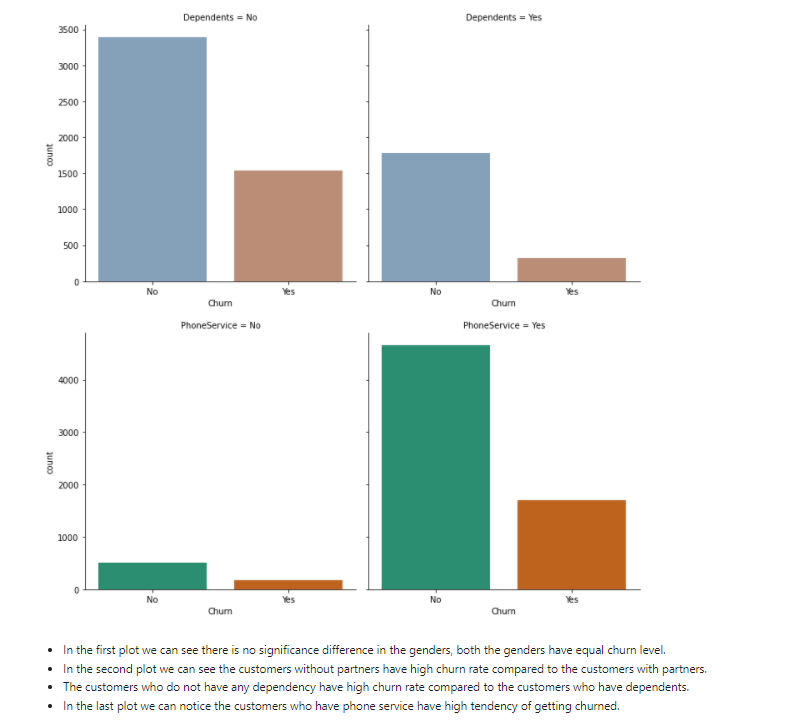 Dependents = No
Dependents = Yes
3500
3000
2500
2000
1500
1000
500
0
count
No
Yes
No
Yes
Churn
Churn
PhoneService = No
PhoneService = Yes
4000
3000
2000
1000
0
count
No
Yes
No
Yes
Churn
Churn
• In the first plot we can see there is no significance difference in the genders, both the genders have equal churn level.
• In the second plot we can see the customers without partners have high churn rate compared to the customers with partners.
• The customers who do not have any dependency have high churn rate compared to the customers who have dependents.
• In the last plot we can notice the customers who have phone service have high tendency of getting churned.